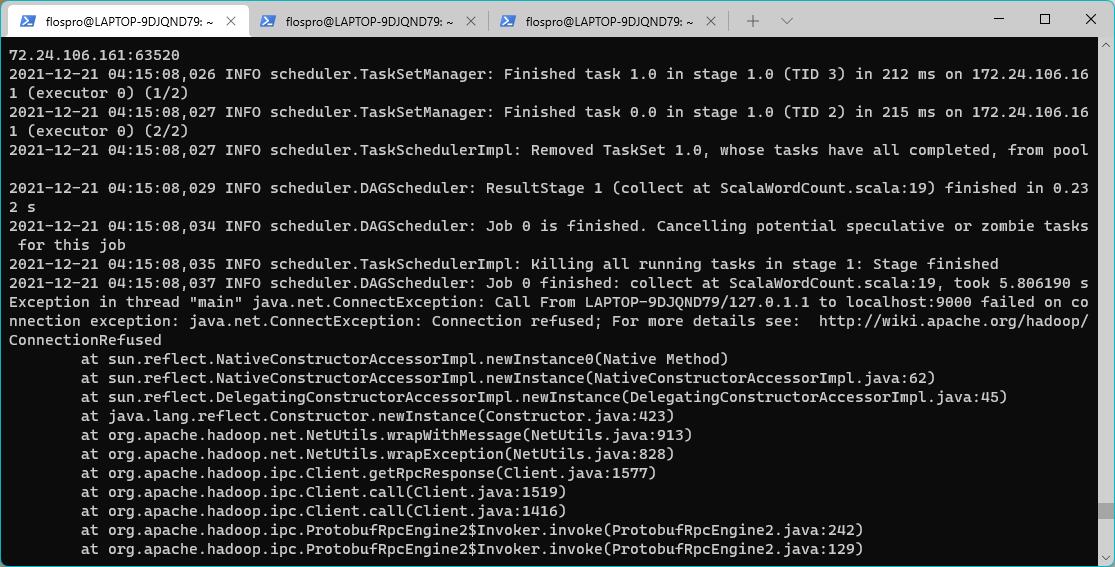 flospro@LAPTOP-9DJQND79: ~
flospro@LAPTOP-9DJQND79: ~
flospro@LAPTOP-9DJQND79: ~
72.24.106.161:63520
2021-12-21 04:15:08,026 INFO scheduler.TaskSetManager: Finished task 1.0 in stage 1.0 (TID 3) in 212 ms on 172.24.106.16
1 (executor 0) (1/2)
2021-12-21 04:15:08,027 INFO scheduler.TaskSetManager: Finished task 0.0 in stage 1.0 (TID 2) in 215 ms on 172.24.106.16
1 (executor 0) (2/2)
2021-12-21 04:15:08,027 INFO scheduler.TaskSchedulerImpl: Removed TaskSet 1.0, whose tasks have all completed, from pool
2021-12-21 04:15:08,029 INFO scheduler.DAGScheduler: ResultStage 1 (collect at ScalaWordCount.scala:19) finished in 0.23
2 s
2021-12-21 04:15:08,034 INFO scheduler.DAGScheduler: Job 0 is finished. Cancelling potential speculative or zombie tasks
 for this job
2021-12-21 04:15:08,035 INFO scheduler.TaskSchedulerImpl: Killing all running tasks in stage 1: Stage finished
2021-12-21 04:15:08,037 INFO scheduler.DAGScheduler: Job 0 finished: collect at ScalaWordCount.scala:19, took 5.806190 s
Exception in thread "main" java.net.ConnectException: Call From LAPTOP-9DJQND79/127.0.1.1 to localhost:9000 failed on co
nnection exception: java.net.ConnectException: Connection refused; For more details see:  http://wiki.apache.org/hadoop/
ConnectionRefused
        at sun.reflect.NativeConstructorAccessorImpl.newInstance0(Native Method)
        at sun.reflect.NativeConstructorAccessorImpl.newInstance(NativeConstructorAccessorImpl.java:62)
        at sun.reflect.DelegatingConstructorAccessorImpl.newInstance(DelegatingConstructorAccessorImpl.java:45)
        at java.lang.reflect.Constructor.newInstance(Constructor.java:423)
        at org.apache.hadoop.net.NetUtils.wrapWithMessage(NetUtils.java:913)
        at org.apache.hadoop.net.NetUtils.wrapException(NetUtils.java:828)
        at org.apache.hadoop.ipc.Client.getRpcResponse(Client.java:1577)
        at org.apache.hadoop.ipc.Client.call(Client.java:1519)
        at org.apache.hadoop.ipc.Client.call(Client.java:1416)
        at org.apache.hadoop.ipc.ProtobufRpcEngine2$Invoker.invoke(ProtobufRpcEngine2.java:242)
        at org.apache.hadoop.ipc.ProtobufRpcEngine2$Invoker.invoke(ProtobufRpcEngine2.java:129)